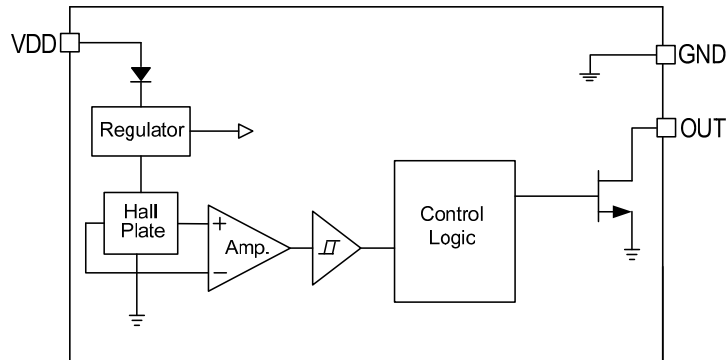 VDD
GND
Regulator
OUT
Hall
Plate
+
Amp.
−
Control
Logic